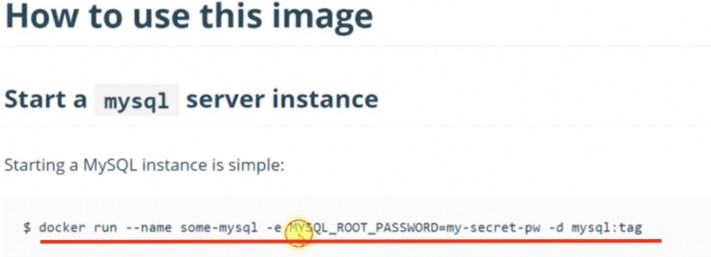 How to use this image
Start a mysql server instance
Starting a MySQL instance is simple:
$ docker run --name some-mysql -e MYSQL_ROOT_PASSWORD=my-secret-pw -d mysql:tag